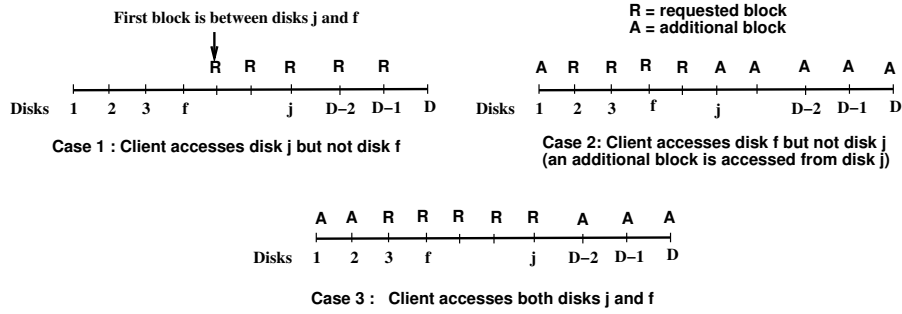 First block is between disks j and f
R R R R R
Disks 1 2 3 f j D-2 D-1 D
Case 1 : Client accesses disk j but not disk f
R = requested block
A = additional block
A R R R R A A A A A
Disks 1 2 3 f j D-2 D-1 D
Case 2: Client accesses disk f but not disk j
(an additional block is accessed from disk j)
A A R R R R R A A A
Disks 1 2 3 f j D-2 D-1 D
Case 3 : Client accesses both disks j and f